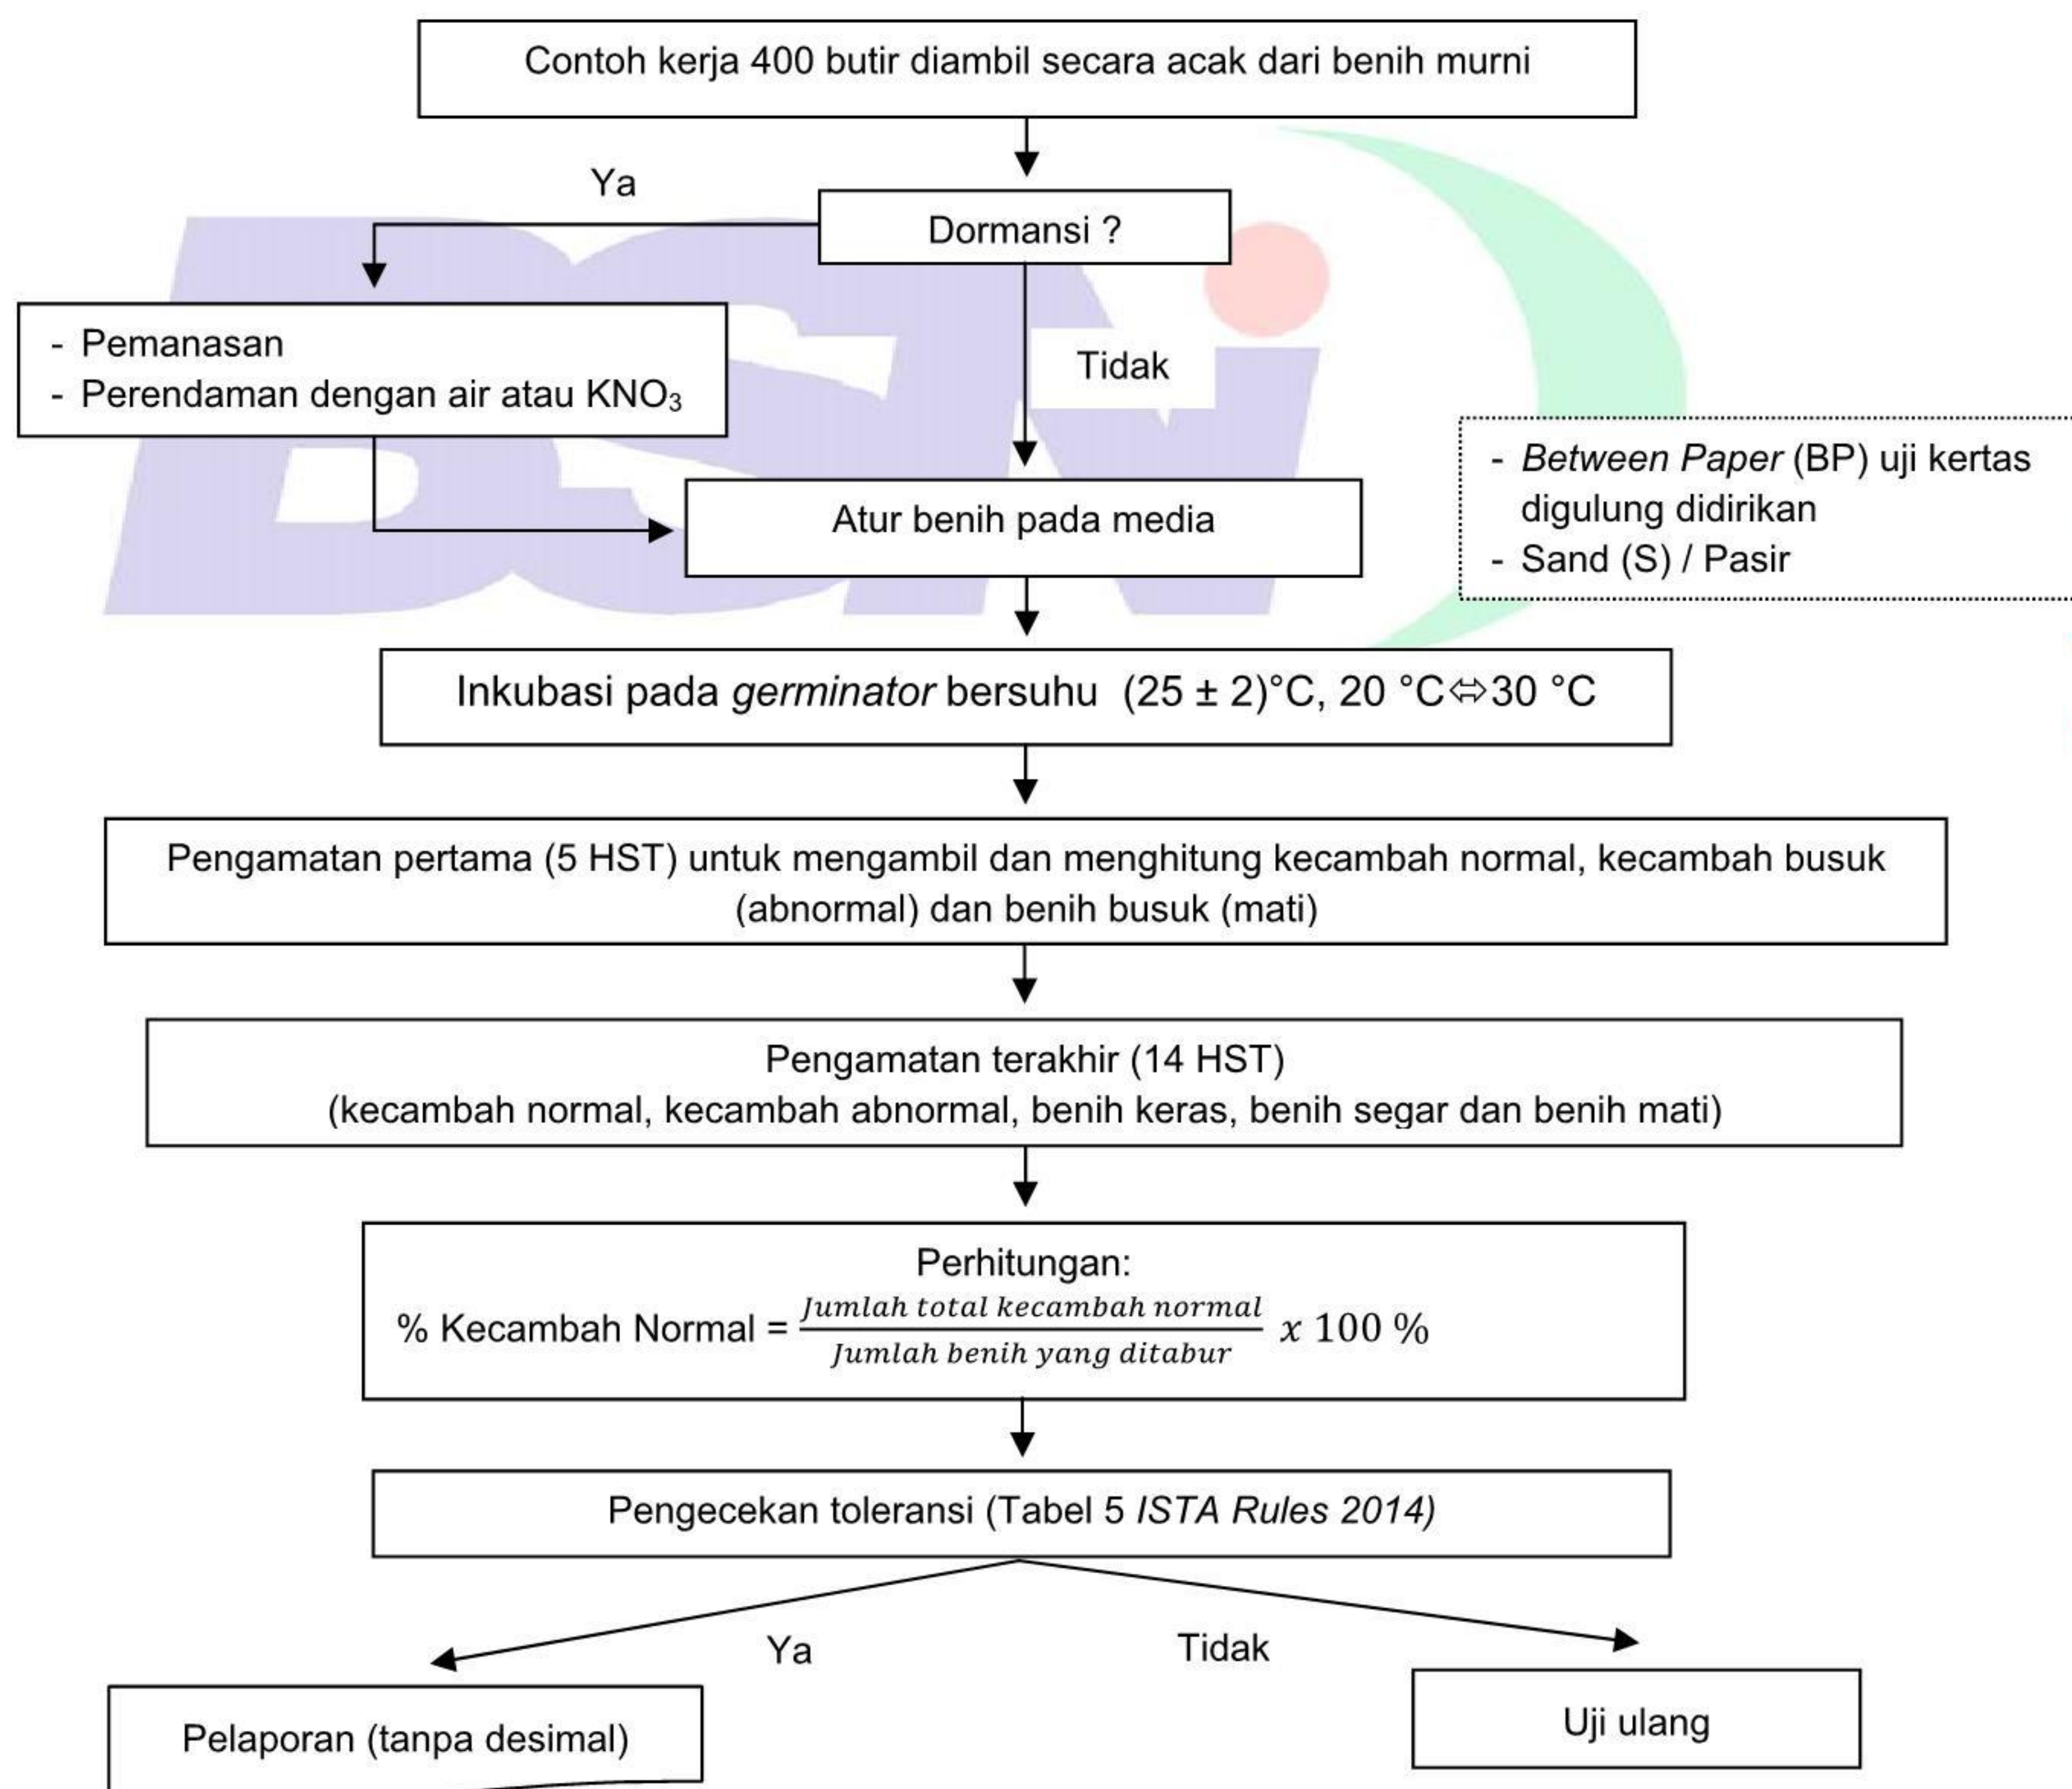 Contoh kerja 400 butir diambil secara acak dari benih murni
Ya
Dormansi ?
- Pemanasan
- Perendaman dengan air atau KNO₃
Tidak
- Between Paper (BP) uji kertas
digulung didirikan
- Sand (S) / Pasir
Atur benih pada media
Inkubasi pada germinator bersuhu (25 ± 2)°C, 20 °C⇔30 °C
Pengamatan pertama (5 HST) untuk mengambil dan menghitung kecambah normal, kecambah busuk
(abnormal) dan benih busuk (mati)
Pengamatan terakhir (14 HST)
(kecambah normal, kecambah abnormal, benih keras, benih segar dan benih mati)
Perhitungan:
% Kecambah Normal = Jumlah total kecambah normal / Jumlah benih yang ditabur x 100 %
Pengecekan toleransi (Tabel 5 ISTA Rules 2014)
Ya
Tidak
Pelaporan (tanpa desimal)
Uji ulang